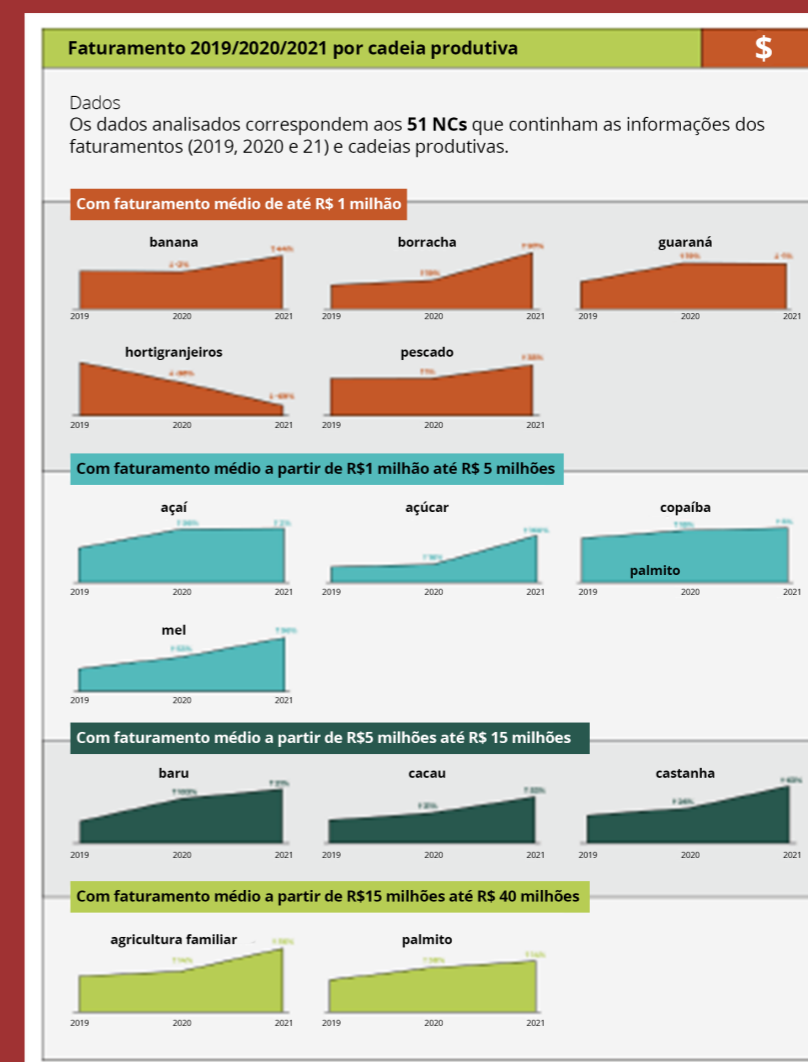 Faturamento 2019/2020/2021 por cadeia produtiva
$
Dados
Os dados analisados correspondem aos 51 NCs que continham as informações dos
faturamentos (2019, 2020 e 21) e cadeias produtivas.
Com faturamento médio de até R$ 1 milhão
banana
2019 2020 2021
borracha
2019 2020 2021
guaraná
2019 2020 2021
hortigranjeiros
2019 2020 2021
pescado
2019 2020 2021
Com faturamento médio a partir de R$1 milhão até R$ 5 milhões
açaí
2019 2020 2021
açúcar
2019 2020 2021
copaíba
palmito
2019 2020 2021
mel
2019 2020 2021
Com faturamento médio a partir de R$5 milhões até R$ 15 milhões
baru
2019 2020 2021
cacau
2019 2020 2021
castanha
2019 2020 2021
Com faturamento médio a partir de R$15 milhões até R$ 40 milhões
agricultura familiar
2019 2020 2021
palmito
2019 2020 2021